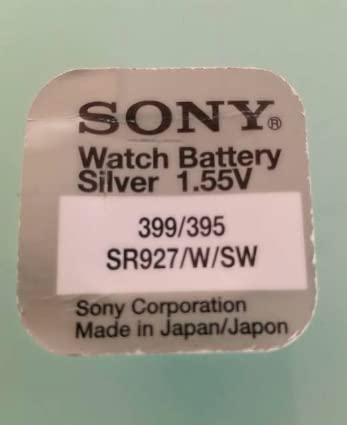 SONY®
Watch Battery
Silver 1.55V
399/395
SR927/W/SW
Sony Corporation
Made in Japan/Japon